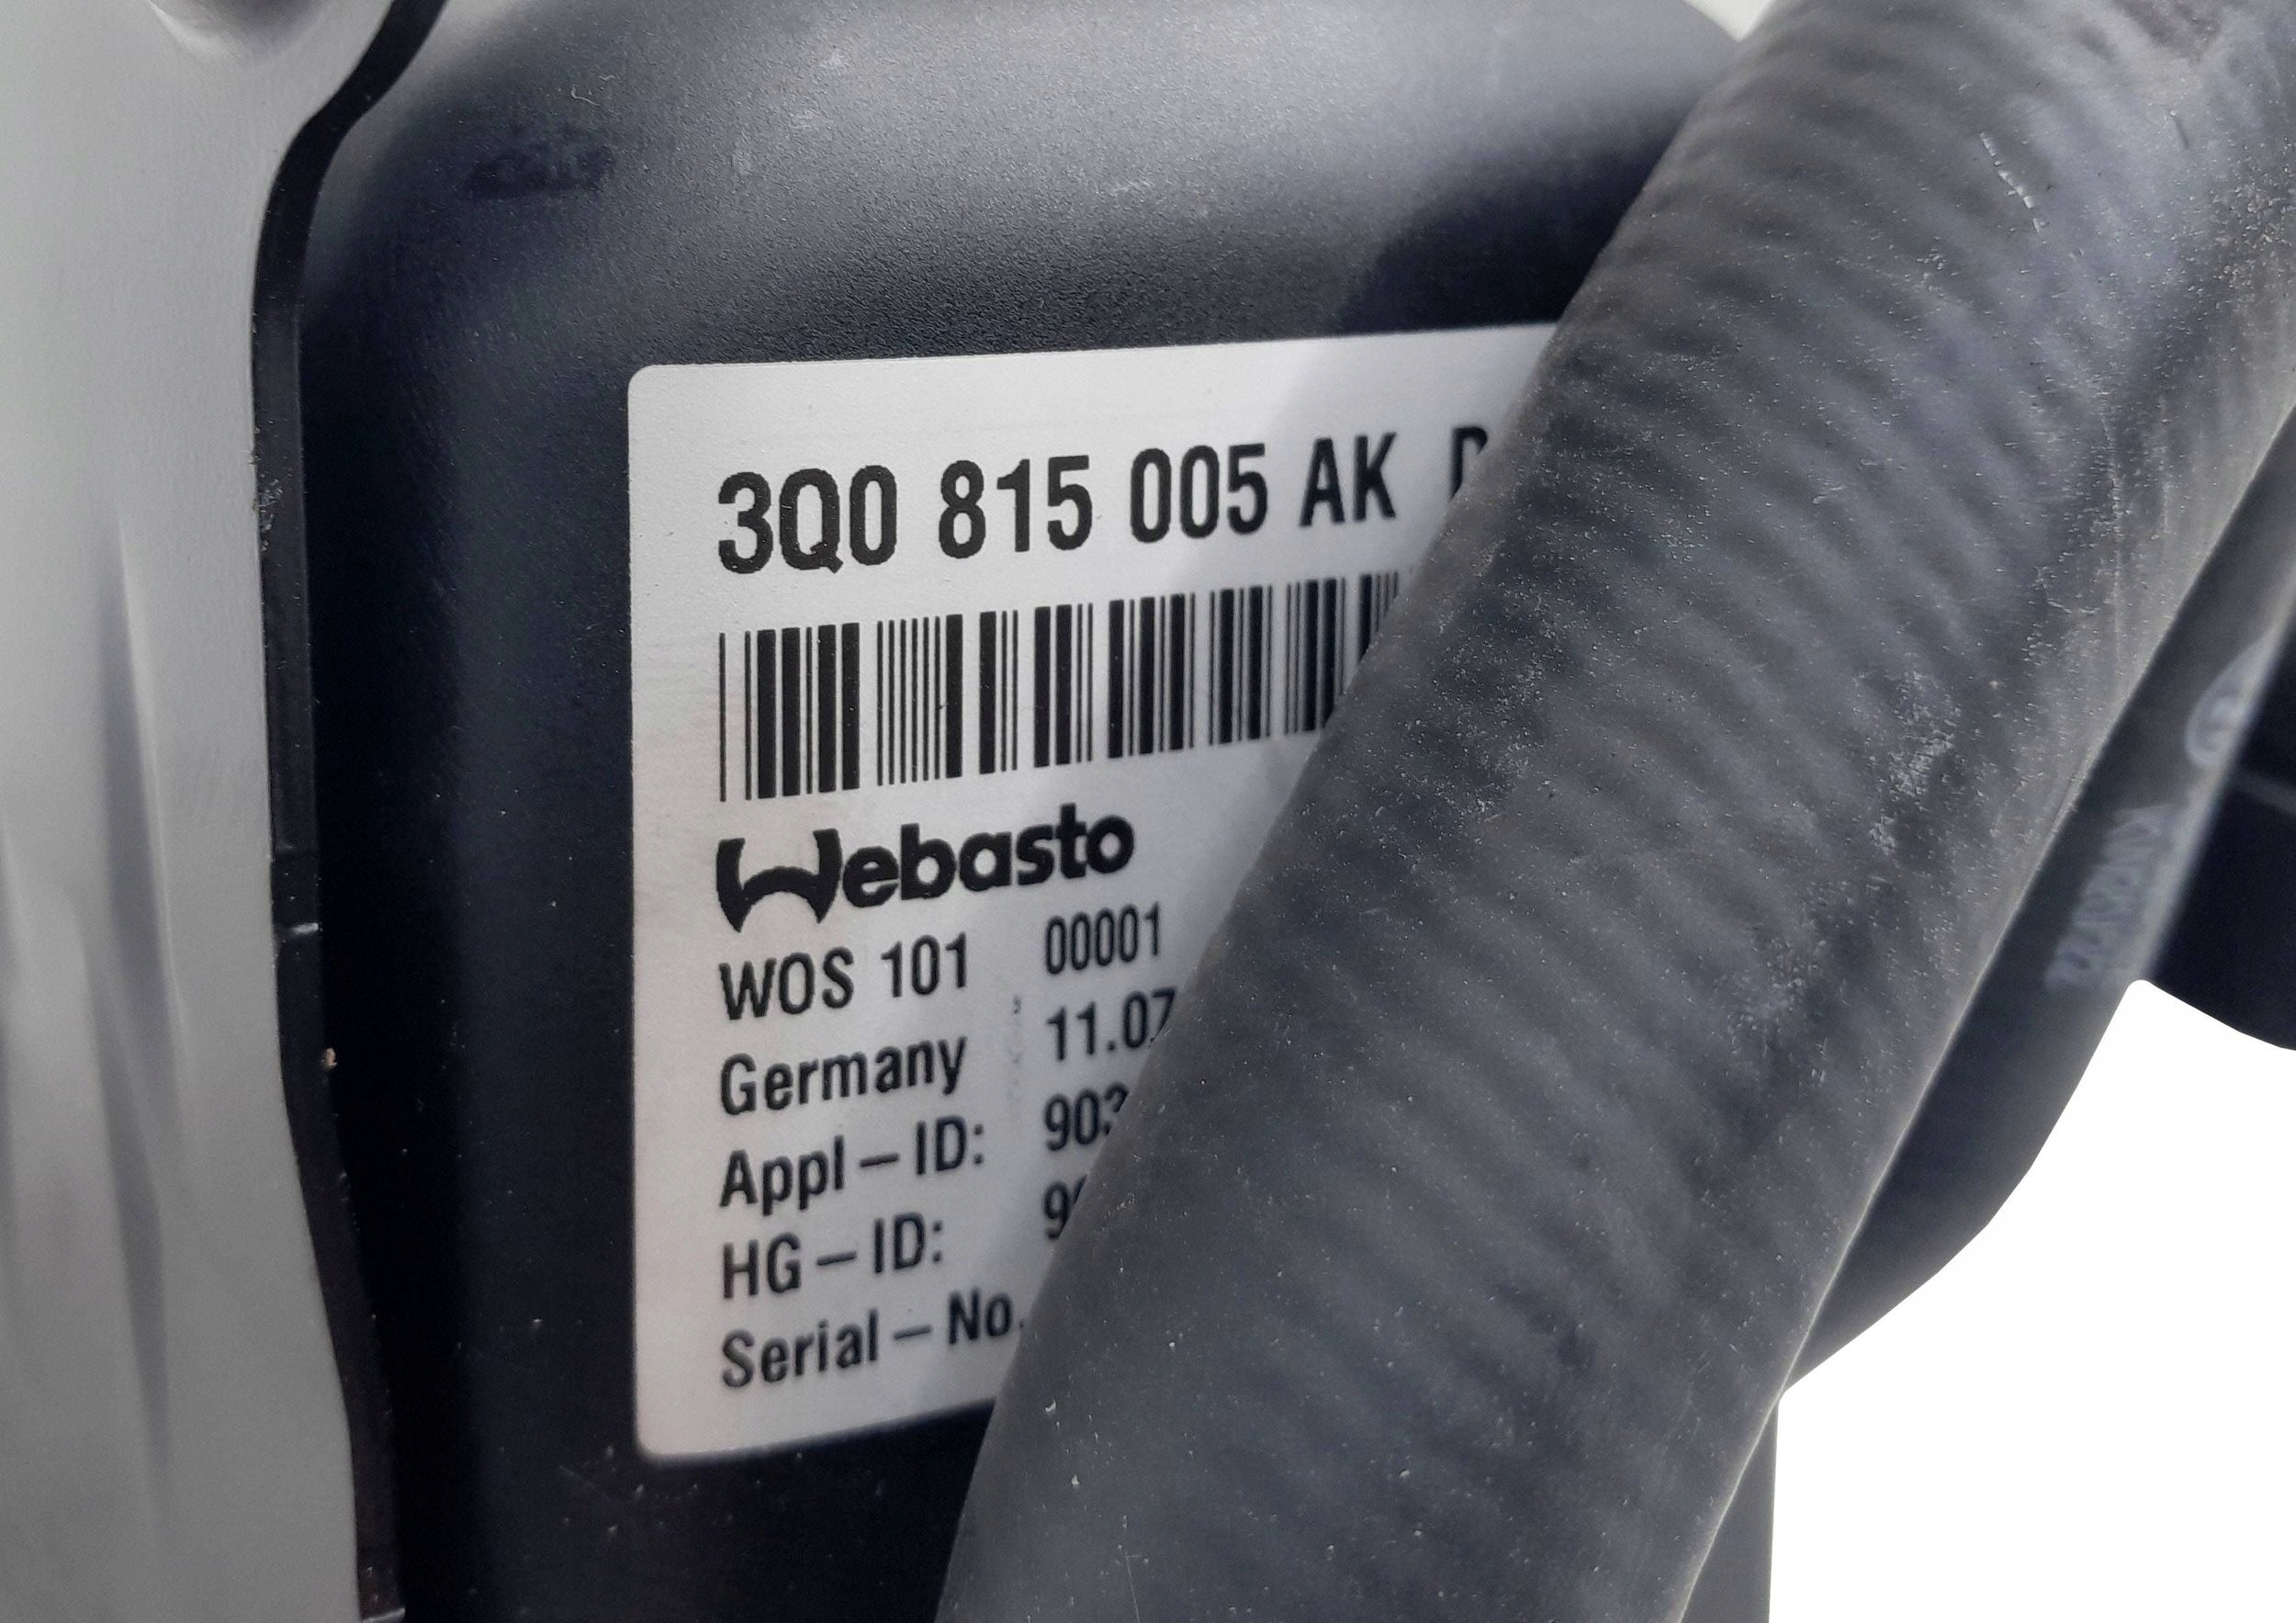 3Q0 815 005 AK
Webasto
WOS 101 00001
Germany 11.07
Appl-ID: 903
HG-ID:
Serial-No.